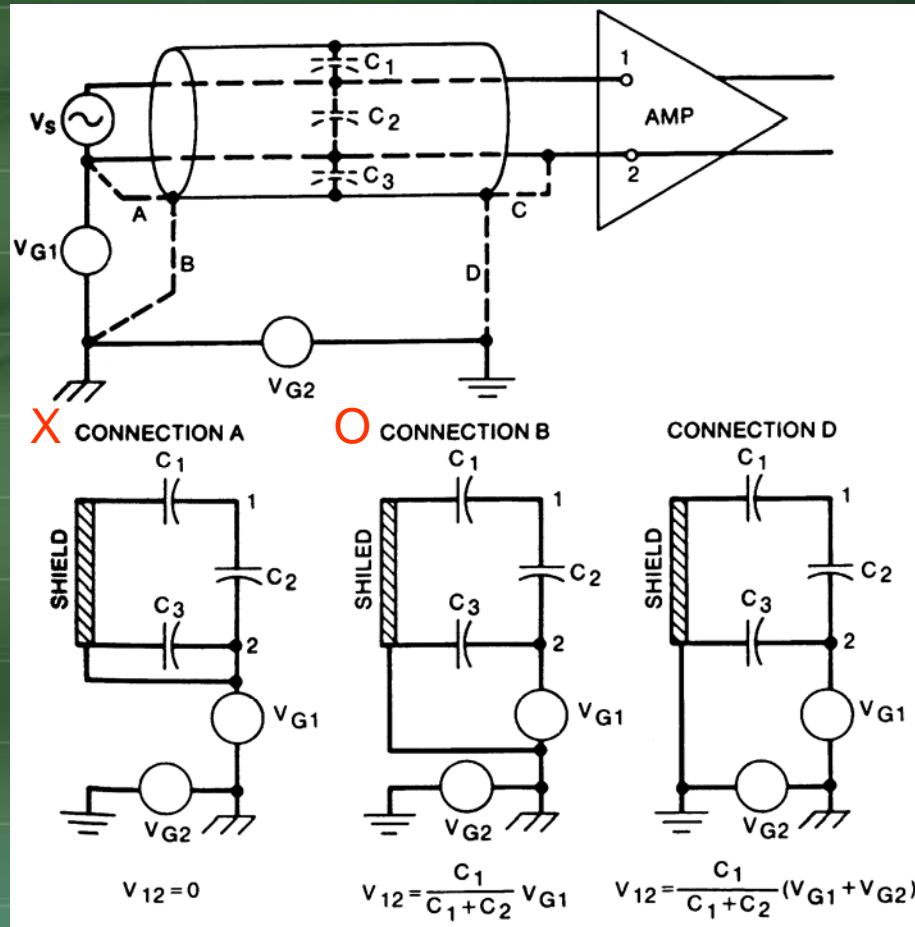 C1
1
AMP
Vs
C2
C3
2
A
C
VG1
B
D
VG2
X CONNECTION A
O CONNECTION B
CONNECTION D
C1
1
SHIELD
C2
C3
2
VG1
VG2
V12=0
C1
1
SHILED
C2
C3
2
VG1
VG2
V12=C1/C1+C2 VG1
C1
1
SHIELD
C2
C3
2
VG1
VG2
V12=C1/C1+C2 (VG1+VG2)